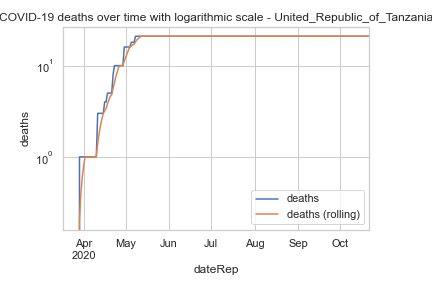 COVID-19 deaths over time with logarithmic scale - United_Republic_of_Tanzania
deaths
10¹
10⁰
deaths
deaths (rolling)
Apr May Jun Jul Aug Sep Oct
2020
dateRep